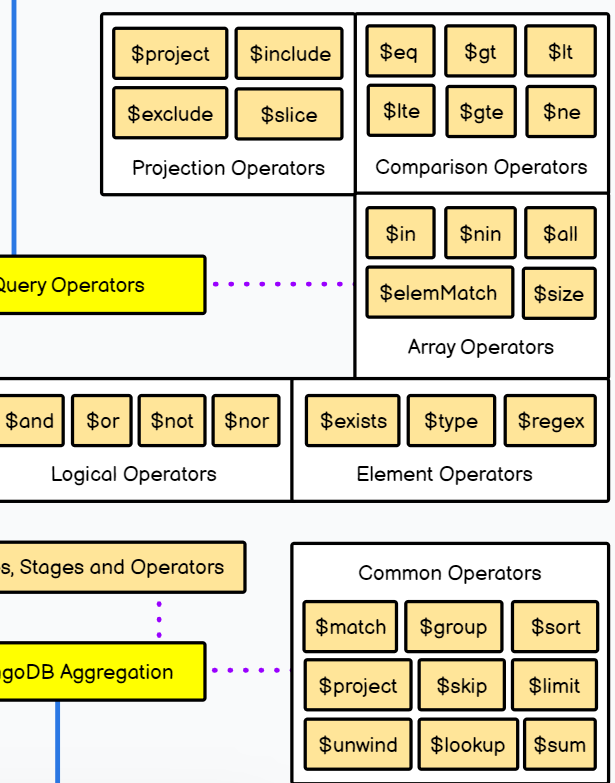 $project $include
$exclude $slice
Projection Operators
$eq $gt $lt
$lte $gte $ne
Comparison Operators
$in $nin $all
$elemMatch $size
Array Operators
Query Operators
$and $or $not $nor
Logical Operators
$exists $type $regex
Element Operators
s, Stages and Operators
goDB Aggregation
Common Operators
$match $group $sort
$project $skip $limit
$unwind $lookup $sum